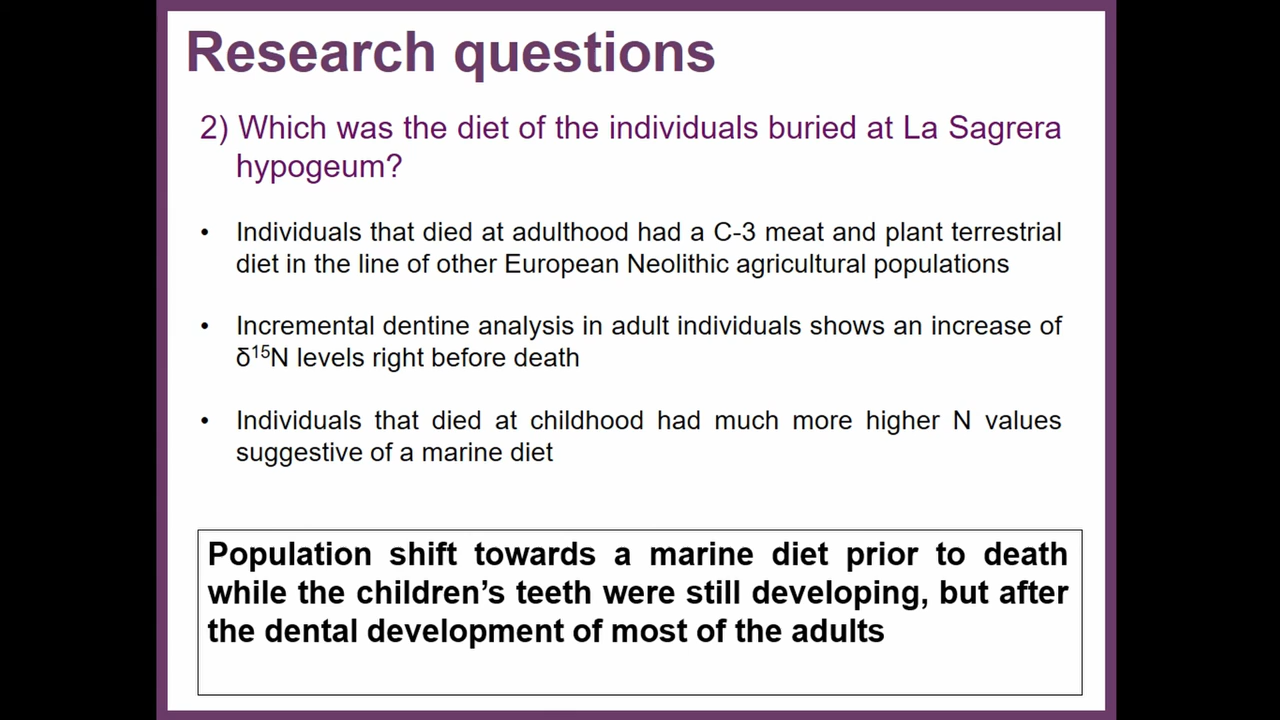 Research questions
2) Which was the diet of the individuals buried at La Sagrera
hypogeum?
• Individuals that died at adulthood had a C-3 meat and plant terrestrial
diet in the line of other European Neolithic agricultural populations
• Incremental dentine analysis in adult individuals shows an increase of
δ¹⁵N levels right before death
• Individuals that died at childhood had much more higher N values
suggestive of a marine diet
Population shift towards a marine diet prior to death
while the children’s teeth were still developing, but after
the dental development of most of the adults